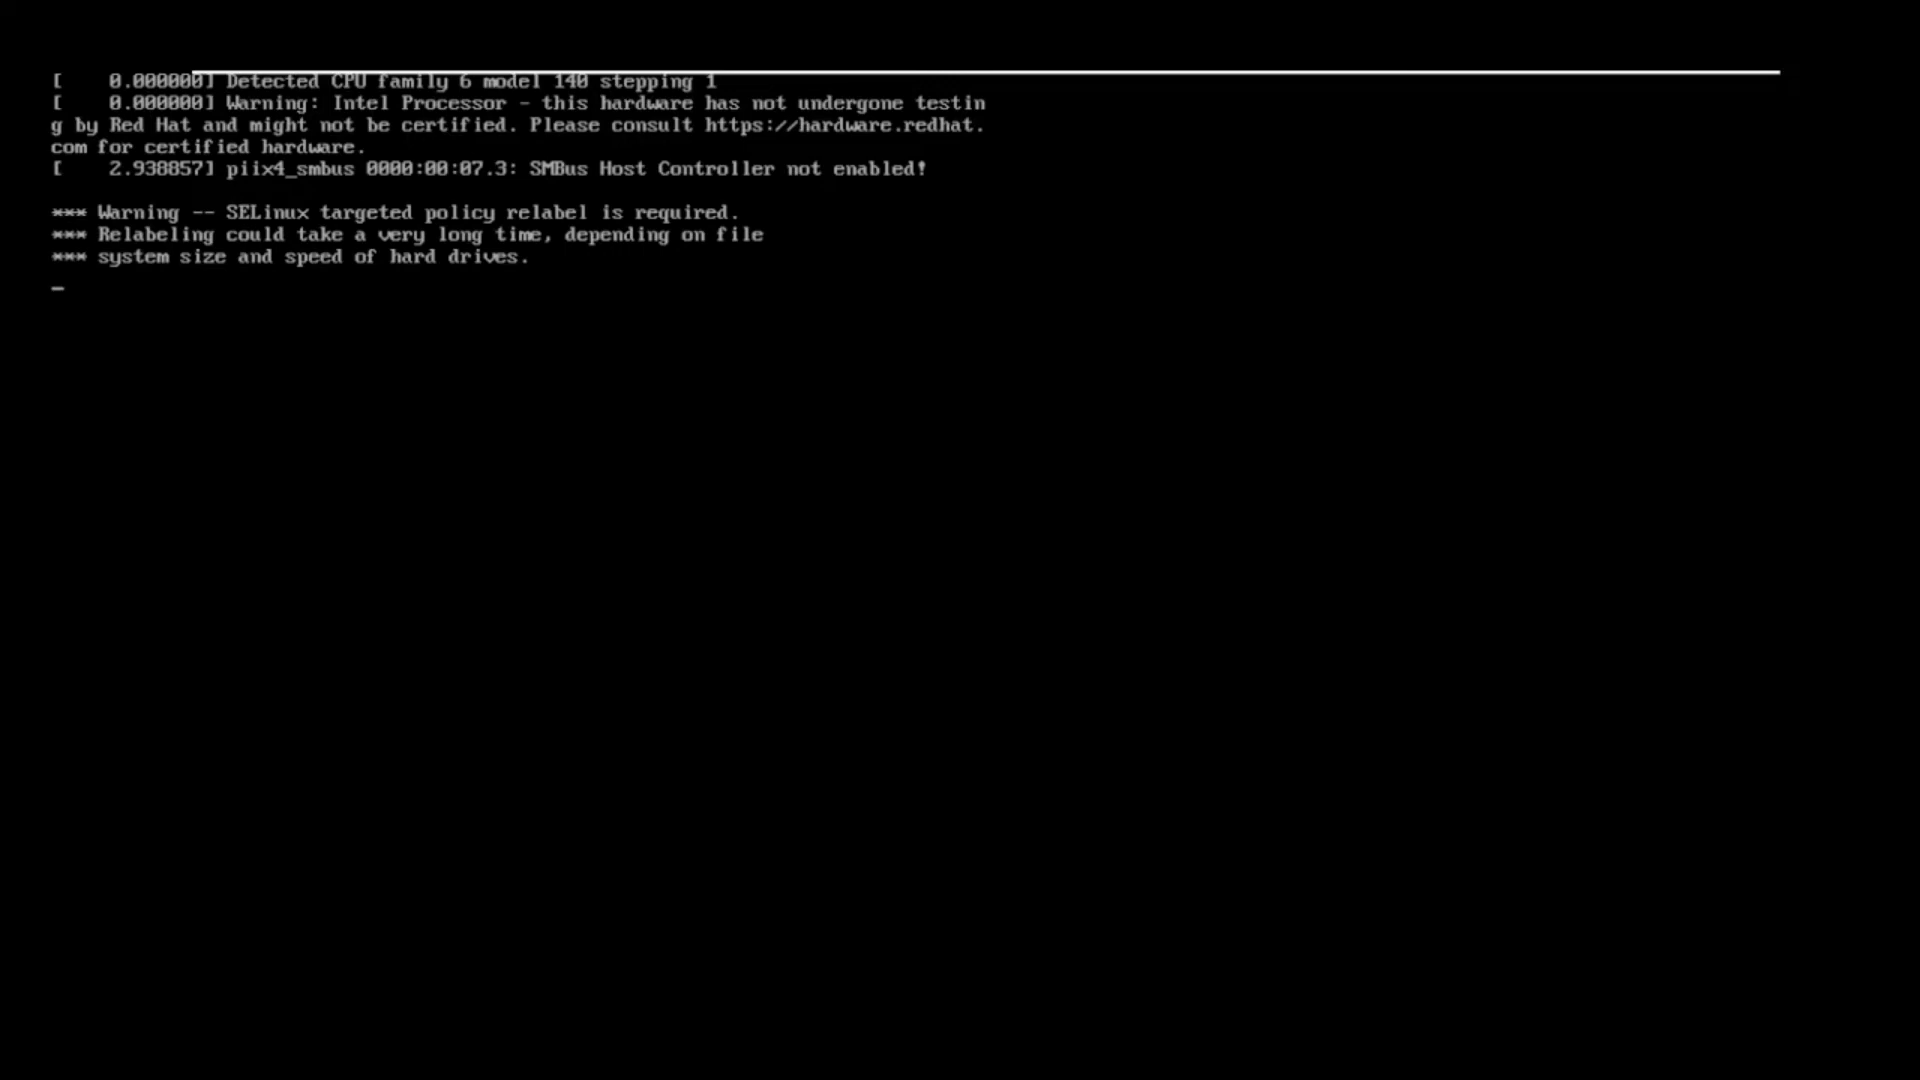 [    0.000000] Detected CPU family 6 model 140 stepping 1
[    0.000000] Warning: Intel Processor - this hardware has not undergone testin
g by Red Hat and might not be certified. Please consult https://hardware.redhat.
com for certified hardware.
[    2.938857] piix4_smbus 0000:00:07.3: SMBus Host Controller not enabled!
*** Warning -- SELinux targeted policy relabel is required.
*** Relabeling could take a very long time, depending on file
*** system size and speed of hard drives.